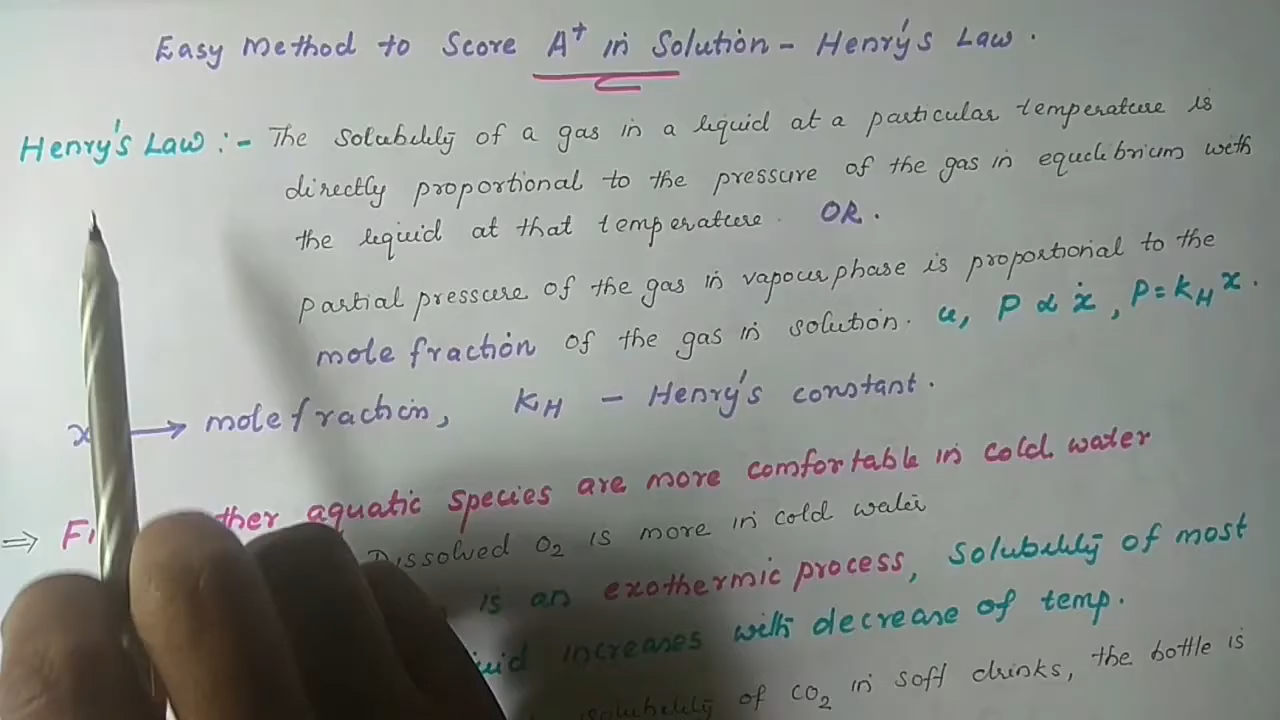 Easy Method to Score A+ in Solution - Henry's Law.
Henry's Law :- The solubility of a gas in a liquid at a particular temperature is
directly proportional to the pressure of the gas in equilibrium with
the liquid at that temperature. OR.
partial pressure of the gas in vapour phase is proportional to the
mole fraction of the gas in solution. ie, P ∝ x, P = KH x.
x → mole fraction, KH - Henry's constant.
⇒ aquatic species are more comfortable in cold water
Dissolved O2 is more in cold water
is an exothermic process, solubility of most
increases with decrease of temp.
solubility of CO2 in soft drinks, the bottle is